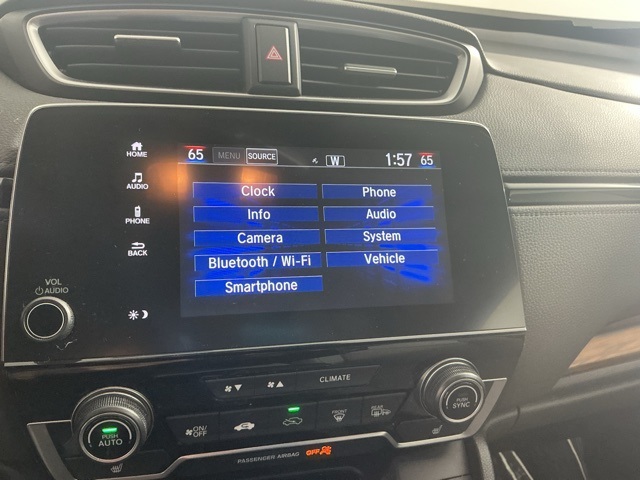 65 MENU SOURCE W 1:57 65
HOME
AUDIO
PHONE
BACK
VOL
AUDIO
Clock Phone
Info Audio
Camera System
Bluetooth / Wi-Fi Vehicle
Smartphone
CLIMATE
PUSH AUTO
ON/OFF
FRONT
REAR
PUSH SYNC
PASSENGER AIRBAG OFF